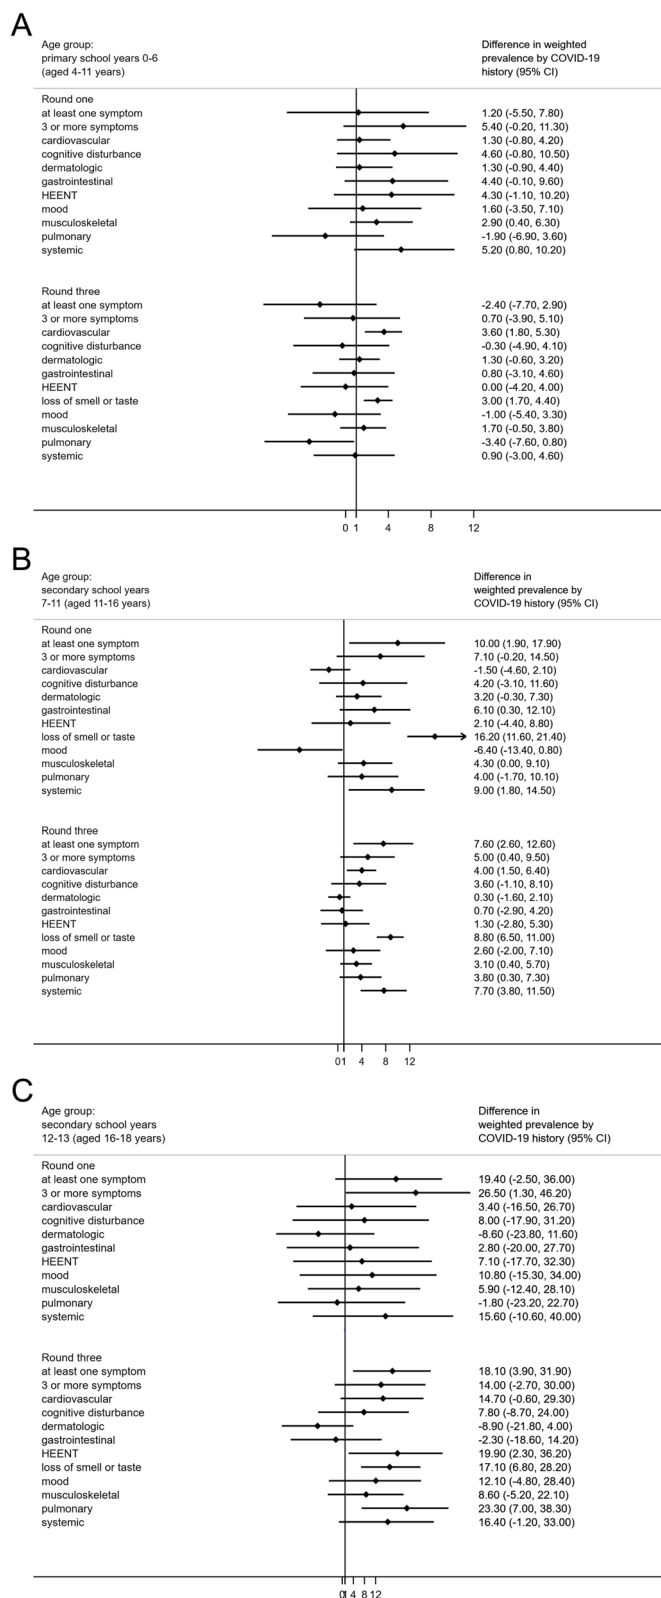 A
Age group:
primary school years 0-6
(aged 4-11 years)
Difference in weighted
prevalence by COVID-19
history (95% CI)
Round one
at least one symptom 1.20 (-5.50, 7.80)
3 or more symptoms 5.40 (-0.20, 11.30)
cardiovascular 1.30 (-0.80, 4.20)
cognitive disturbance 4.60 (-0.80, 10.50)
dermatologic 1.30 (-0.90, 4.40)
gastrointestinal 4.40 (-0.10, 9.60)
HEENT 4.30 (-1.10, 10.20)
mood 1.60 (-3.50, 7.10)
musculoskeletal 2.90 (0.40, 6.30)
pulmonary -1.90 (-6.90, 3.60)
systemic 5.20 (0.80, 10.20)
Round three
at least one symptom -2.40 (-7.70, 2.90)
3 or more symptoms 0.70 (-3.90, 5.10)
cardiovascular 3.60 (1.80, 5.30)
cognitive disturbance -0.30 (-4.90, 4.10)
dermatologic 1.30 (-0.60, 3.20)
gastrointestinal 0.80 (-3.10, 4.60)
HEENT 0.00 (-4.20, 4.00)
loss of smell or taste 3.00 (1.70, 4.40)
mood -1.00 (-5.40, 3.30)
musculoskeletal 1.70 (-0.50, 3.80)
pulmonary -3.40 (-7.60, 0.80)
systemic 0.90 (-3.00, 4.60)
0 1 4 8 12
B
Age group:
secondary school years
7-11 (aged 11-16 years)
Difference in
weighted prevalence by
COVID-19 history (95% CI)
Round one
at least one symptom 10.00 (1.90, 17.90)
3 or more symptoms 7.10 (-0.20, 14.50)
cardiovascular -1.50 (-4.60, 2.10)
cognitive disturbance 4.20 (-3.10, 11.60)
dermatologic 3.20 (-0.30, 7.30)
gastrointestinal 6.10 (0.30, 12.10)
HEENT 2.10 (-4.40, 8.80)
loss of smell or taste 16.20 (11.60, 21.40)
mood -6.40 (-13.40, 0.80)
musculoskeletal 4.30 (0.00, 9.10)
pulmonary 4.00 (-1.70, 10.10)
systemic 9.00 (1.80, 14.50)
Round three
at least one symptom 7.60 (2.60, 12.60)
3 or more symptoms 5.00 (0.40, 9.50)
cardiovascular 4.00 (1.50, 6.40)
cognitive disturbance 3.60 (-1.10, 8.10)
dermatologic 0.30 (-1.60, 2.10)
gastrointestinal 0.70 (-2.90, 4.20)
HEENT 1.30 (-2.80, 5.30)
loss of smell or taste 8.80 (6.50, 11.00)
mood 2.60 (-2.00, 7.10)
musculoskeletal 3.10 (0.40, 5.70)
pulmonary 3.80 (0.30, 7.30)
systemic 7.70 (3.80, 11.50)
0 1 4 8 12
C
Age group:
secondary school years
12-13 (aged 16-18 years)
Difference in
weighted prevalence by
COVID-19 history (95% CI)
Round one
at least one symptom 19.40 (-2.50, 36.00)
3 or more symptoms 26.50 (1.30, 46.20)
cardiovascular 3.40 (-16.50, 26.70)
cognitive disturbance 8.00 (-17.90, 31.20)
dermatologic -8.60 (-23.80, 11.60)
gastrointestinal 2.80 (-20.00, 27.70)
HEENT 7.10 (-17.70, 32.30)
mood 10.80 (-15.30, 34.00)
musculoskeletal 5.90 (-12.40, 28.10)
pulmonary -1.80 (-23.20, 22.70)
systemic 15.60 (-10.60, 40.00)
Round three
at least one symptom 18.10 (3.90, 31.90)
3 or more symptoms 14.00 (-2.70, 30.00)
cardiovascular 14.70 (-0.60, 29.30)
cognitive disturbance 7.80 (-8.70, 24.00)
dermatologic -8.90 (-21.80, 4.00)
gastrointestinal -2.30 (-18.60, 14.20)
HEENT 19.90 (2.30, 36.20)
loss of smell or taste 17.10 (6.80, 28.20)
mood 12.10 (-4.80, 28.40)
musculoskeletal 8.60 (-5.20, 22.10)
pulmonary 23.30 (7.00, 38.30)
systemic 16.40 (-1.20, 33.00)
0 1 4 8 12